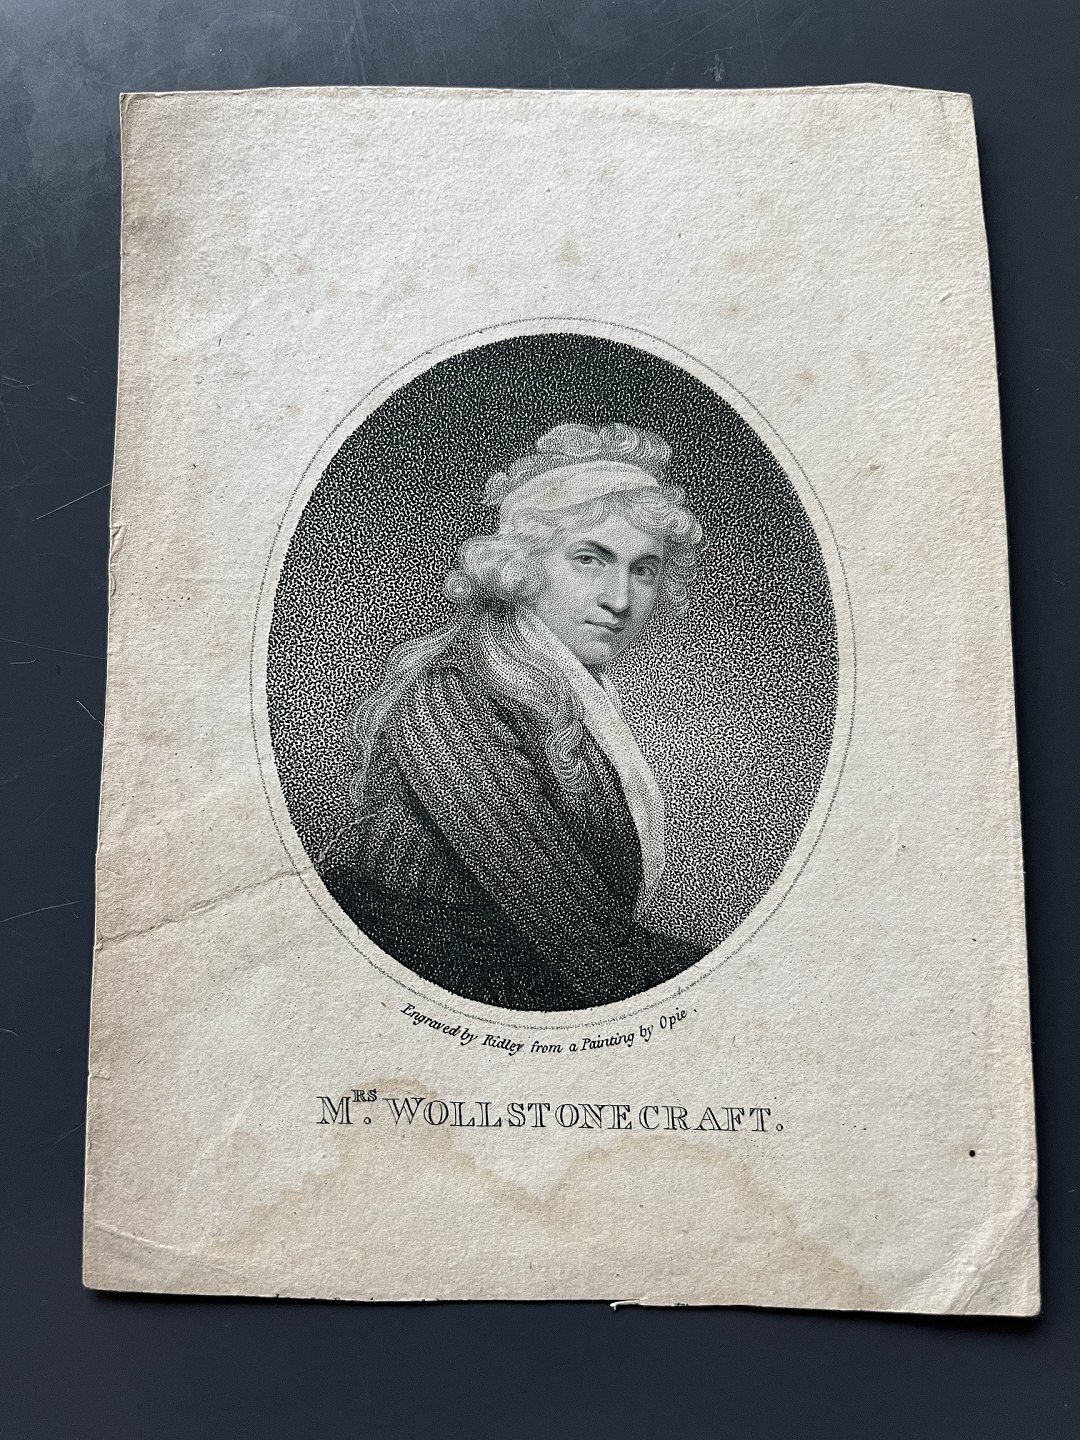 Engraved by Ridley from a Painting by Opie.
MRS. WOLLSTONECRAFT.